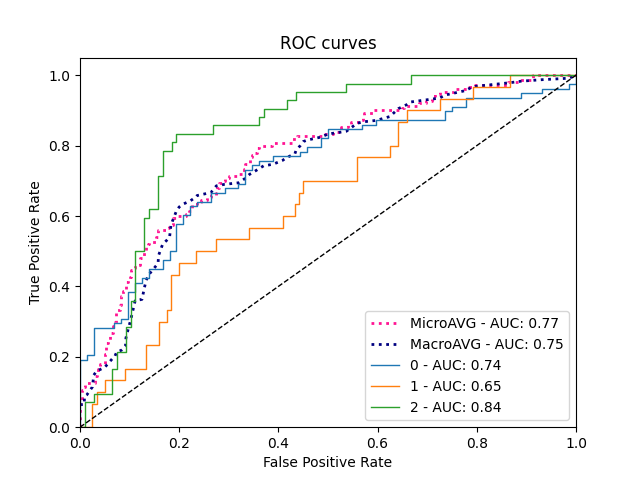 ROC curves
True Positive Rate
1.0
0.8
0.6
0.4
0.2
0.0
0.0 0.2 0.4 0.6 0.8 1.0
False Positive Rate
MicroAVG - AUC: 0.77
MacroAVG - AUC: 0.75
0 - AUC: 0.74
1 - AUC: 0.65
2 - AUC: 0.84